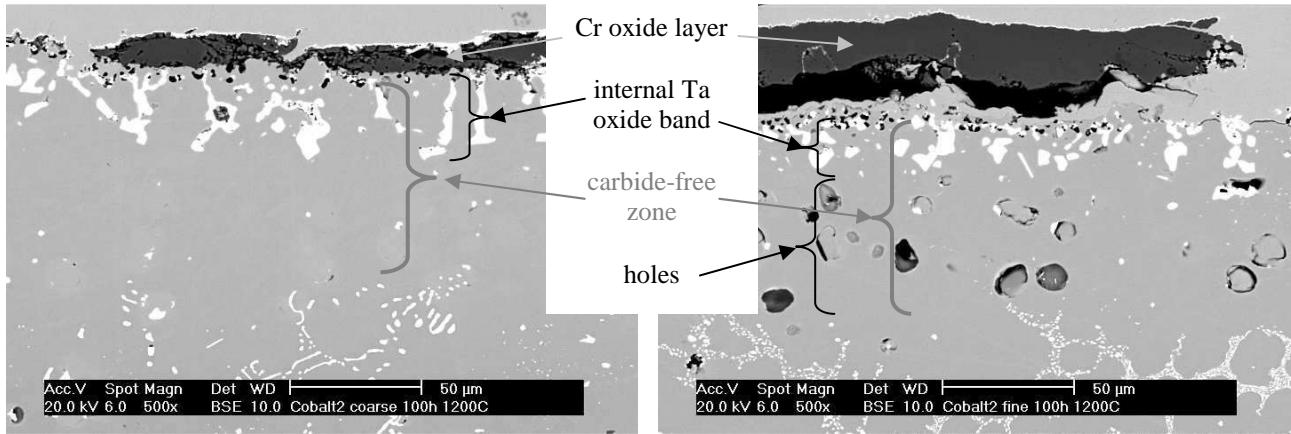 Cr oxide layer
internal Ta
oxide band
carbide-free
zone
holes
Acc.V Spot Magn Det WD 50 µm
20.0 kV 6.0 500x BSE 10.0 Cobalt2 coarse 100h 1200C
Acc.V Spot Magn Det WD 50 µm
20.0 kV 6.0 500x BSE 10.0 Cobalt2 fine 100h 1200C